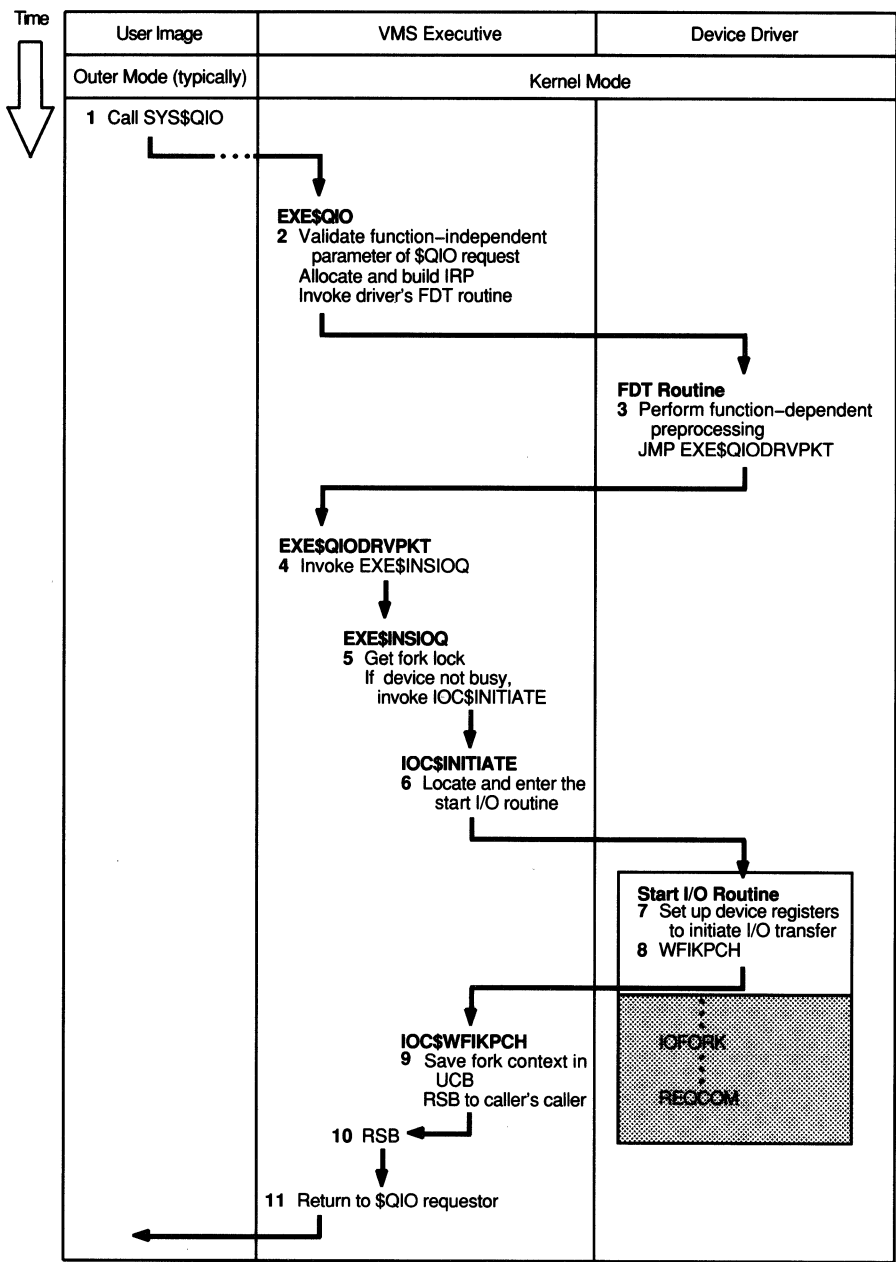 Time
User Image
VMS Executive
Device Driver
Outer Mode (typically)
Kernel Mode
1 Call SYS$QIO
EXE$QIO
2 Validate function–independent
parameter of $QIO request
Allocate and build IRP
Invoke driver's FDT routine
FDT Routine
3 Perform function–dependent
preprocessing
JMP EXE$QIODRVPKT
EXE$QIODRVPKT
4 Invoke EXE$INSIOQ
EXE$INSIOQ
5 Get fork lock
If device not busy,
invoke IOC$INITIATE
IOC$INITIATE
6 Locate and enter the
start I/O routine
Start I/O Routine
7 Set up device registers
to initiate I/O transfer
8 WFIKPCH
IOC$WFIKPCH
9 Save fork context in
UCB
RSB to caller's caller
IOFORK
REQCOM
10 RSB
11 Return to $QIO requestor